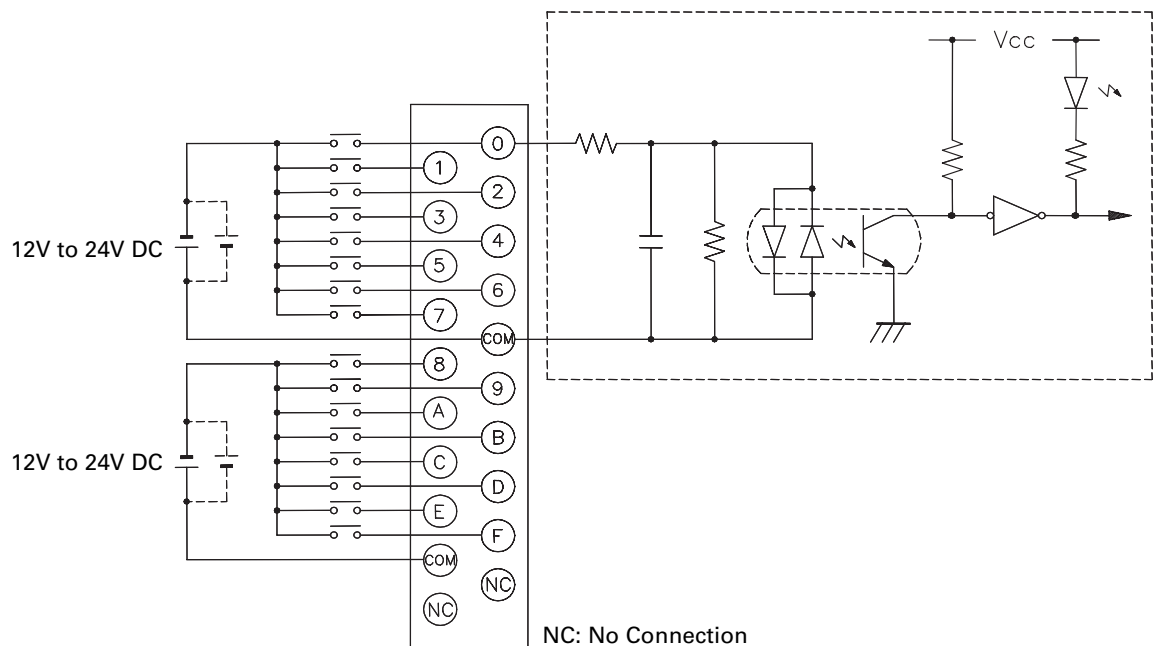 Vcc
0
1
2
3
12V to 24V DC
4
5
6
7
COM
8
9
A
B
12V to 24V DC
C
D
E
F
COM
NC
NC
NC: No Connection